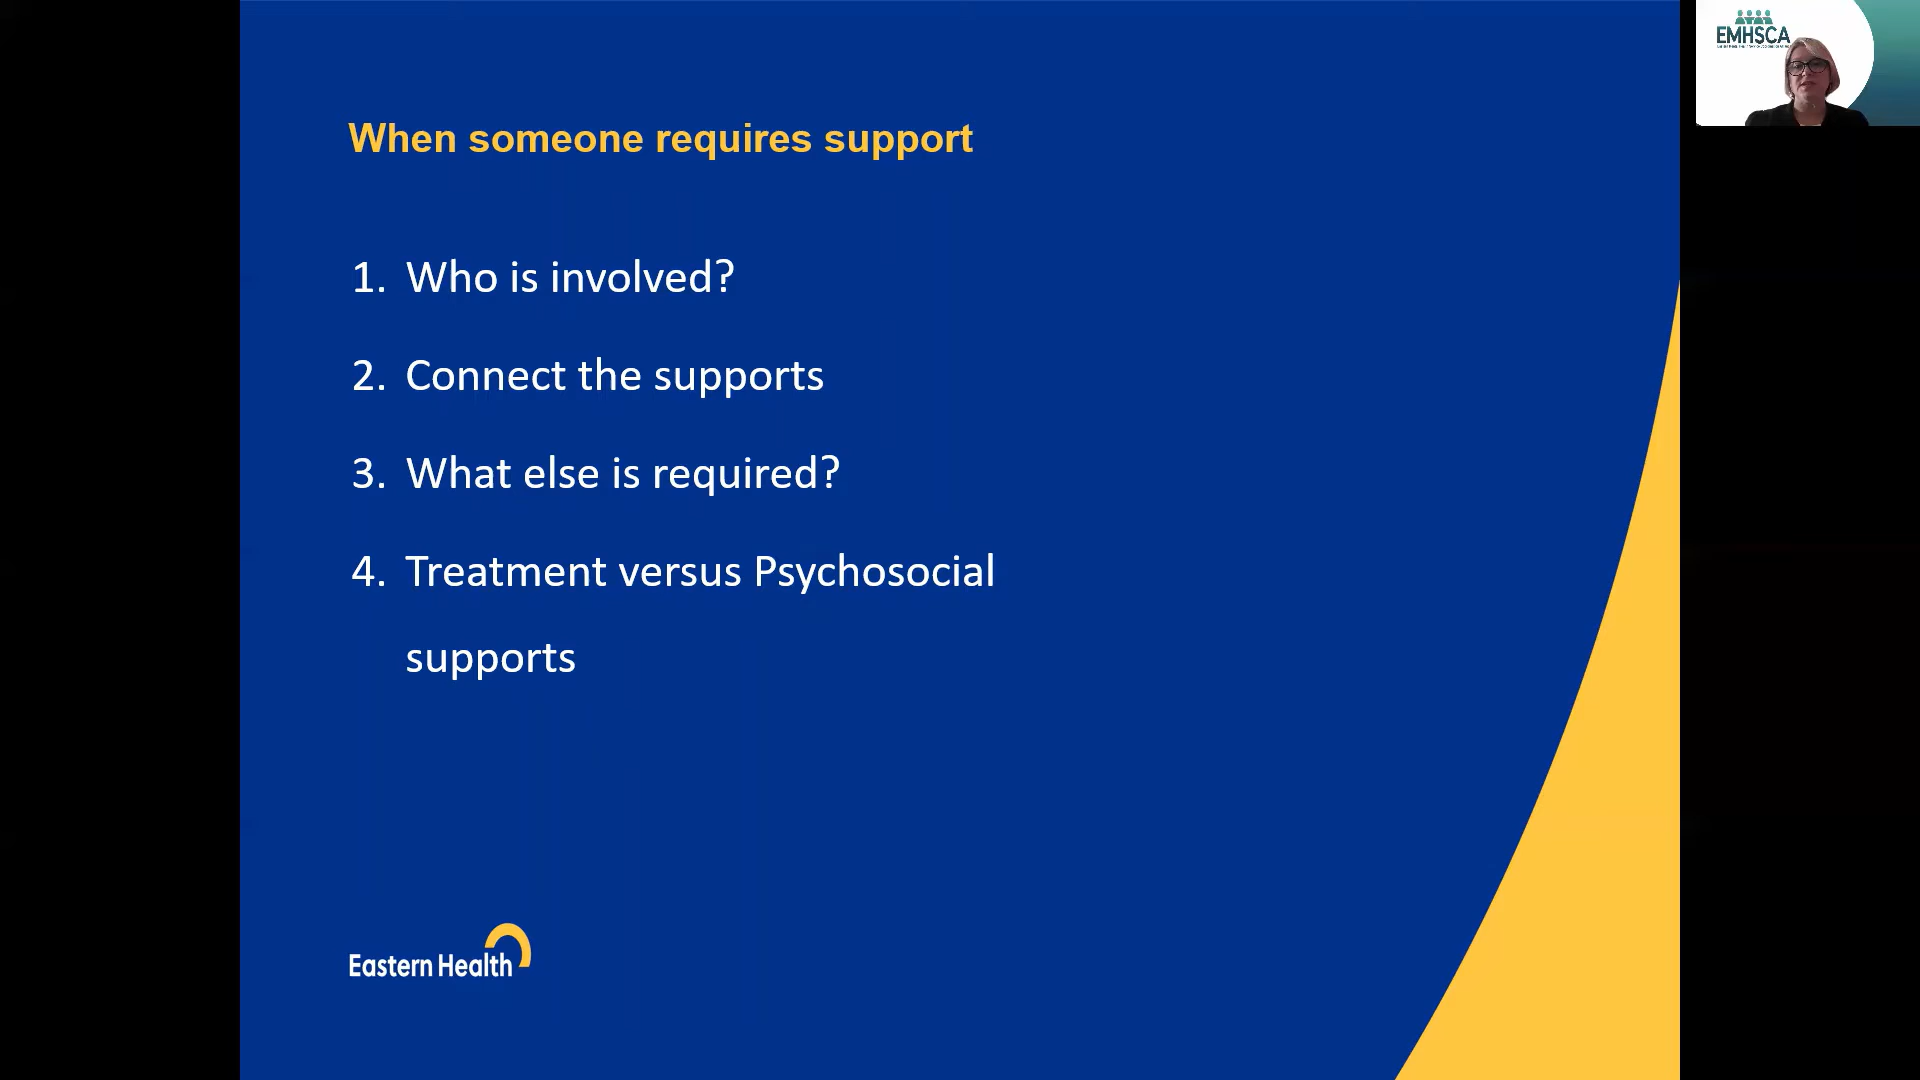 EMHSCA
When someone requires support
1. Who is involved?
2. Connect the supports
3. What else is required?
4. Treatment versus Psychosocial
supports
Eastern Health